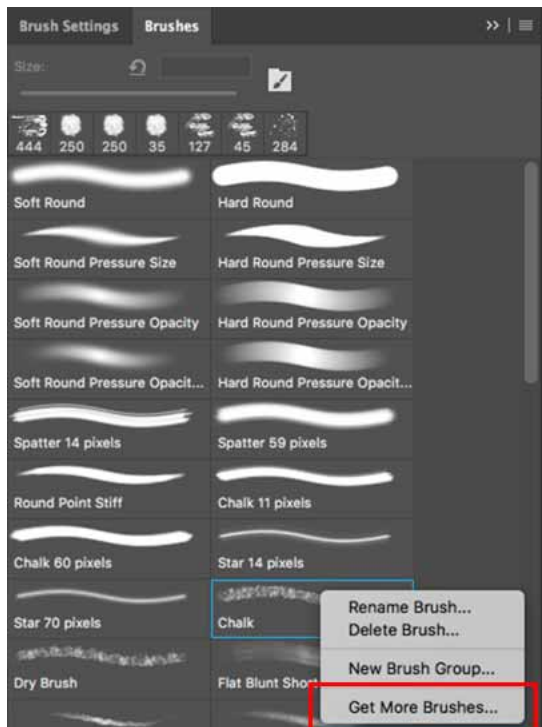 Brush Settings Brushes
Size:
444 250 250 35 127 45 284
Soft Round Hard Round
Soft Round Pressure Size Hard Round Pressure Size
Soft Round Pressure Opacity Hard Round Pressure Opacity
Soft Round Pressure Opacit... Hard Round Pressure Opacit...
Spatter 14 pixels Spatter 59 pixels
Round Point Stiff Chalk 11 pixels
Chalk 60 pixels Star 14 pixels
Star 70 pixels Chalk
Dry Brush Flat Blunt Short
Rename Brush...
Delete Brush...
New Brush Group...
Get More Brushes...